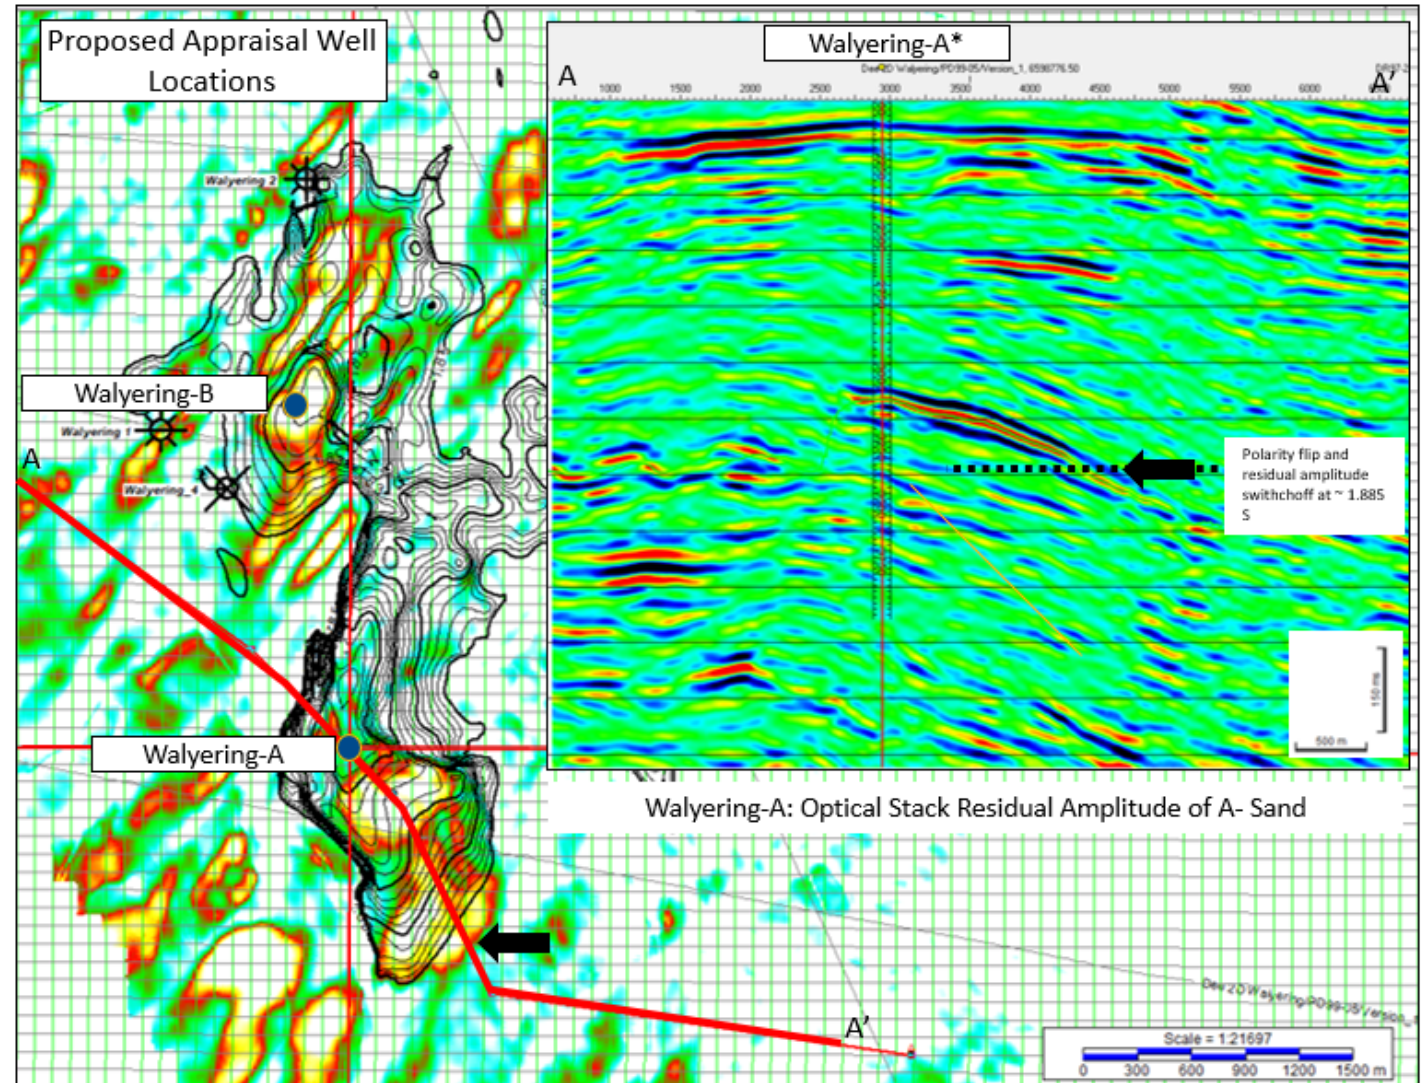 Proposed Appraisal Well
Locations
Walyering-A*
A
A'
1000 1500 2000 2500 3000 3500 4000 4500 5000 5500 6000
Walyering 2
Walyering-B
Walyering 1
A
Walyering_4
Polarity flip and
residual amplitude
swithchoff at ~ 1.885
S
150 ms
500 m
Walyering-A
Walyering-A: Optical Stack Residual Amplitude of A- Sand
A'
Scale = 1:21697
0 300 600 900 1200 1500 m